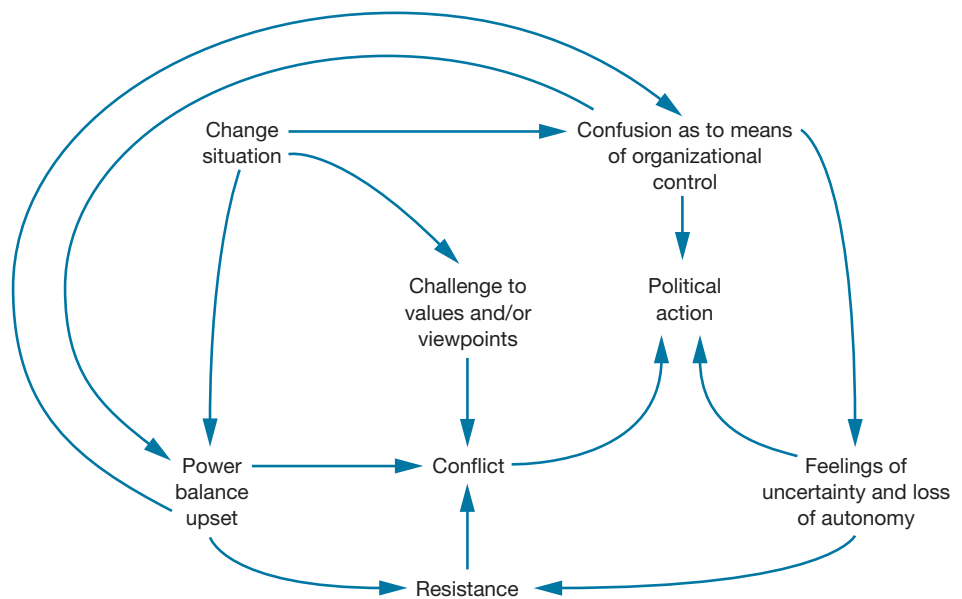 Change
situation
Confusion as to means
of organizational
control
Challenge to
values and/or
viewpoints
Political
action
Power
balance
upset
Conflict
Feelings of
uncertainty and loss
of autonomy
Resistance